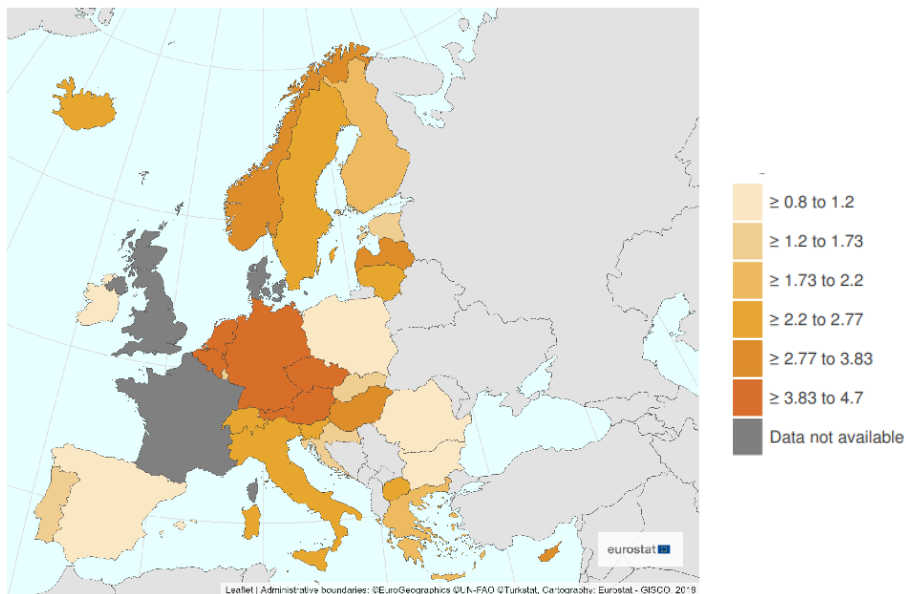 ≥ 0.8 to 1.2
≥ 1.2 to 1.73
≥ 1.73 to 2.2
≥ 2.2 to 2.77
≥ 2.77 to 3.83
≥ 3.83 to 4.7
Data not available
eurostat
Leaflet | Administrative boundaries: ©EuroGeographics ©UN-FAO ©Turkstat, Cartography: Eurostat - GISCO, 2018